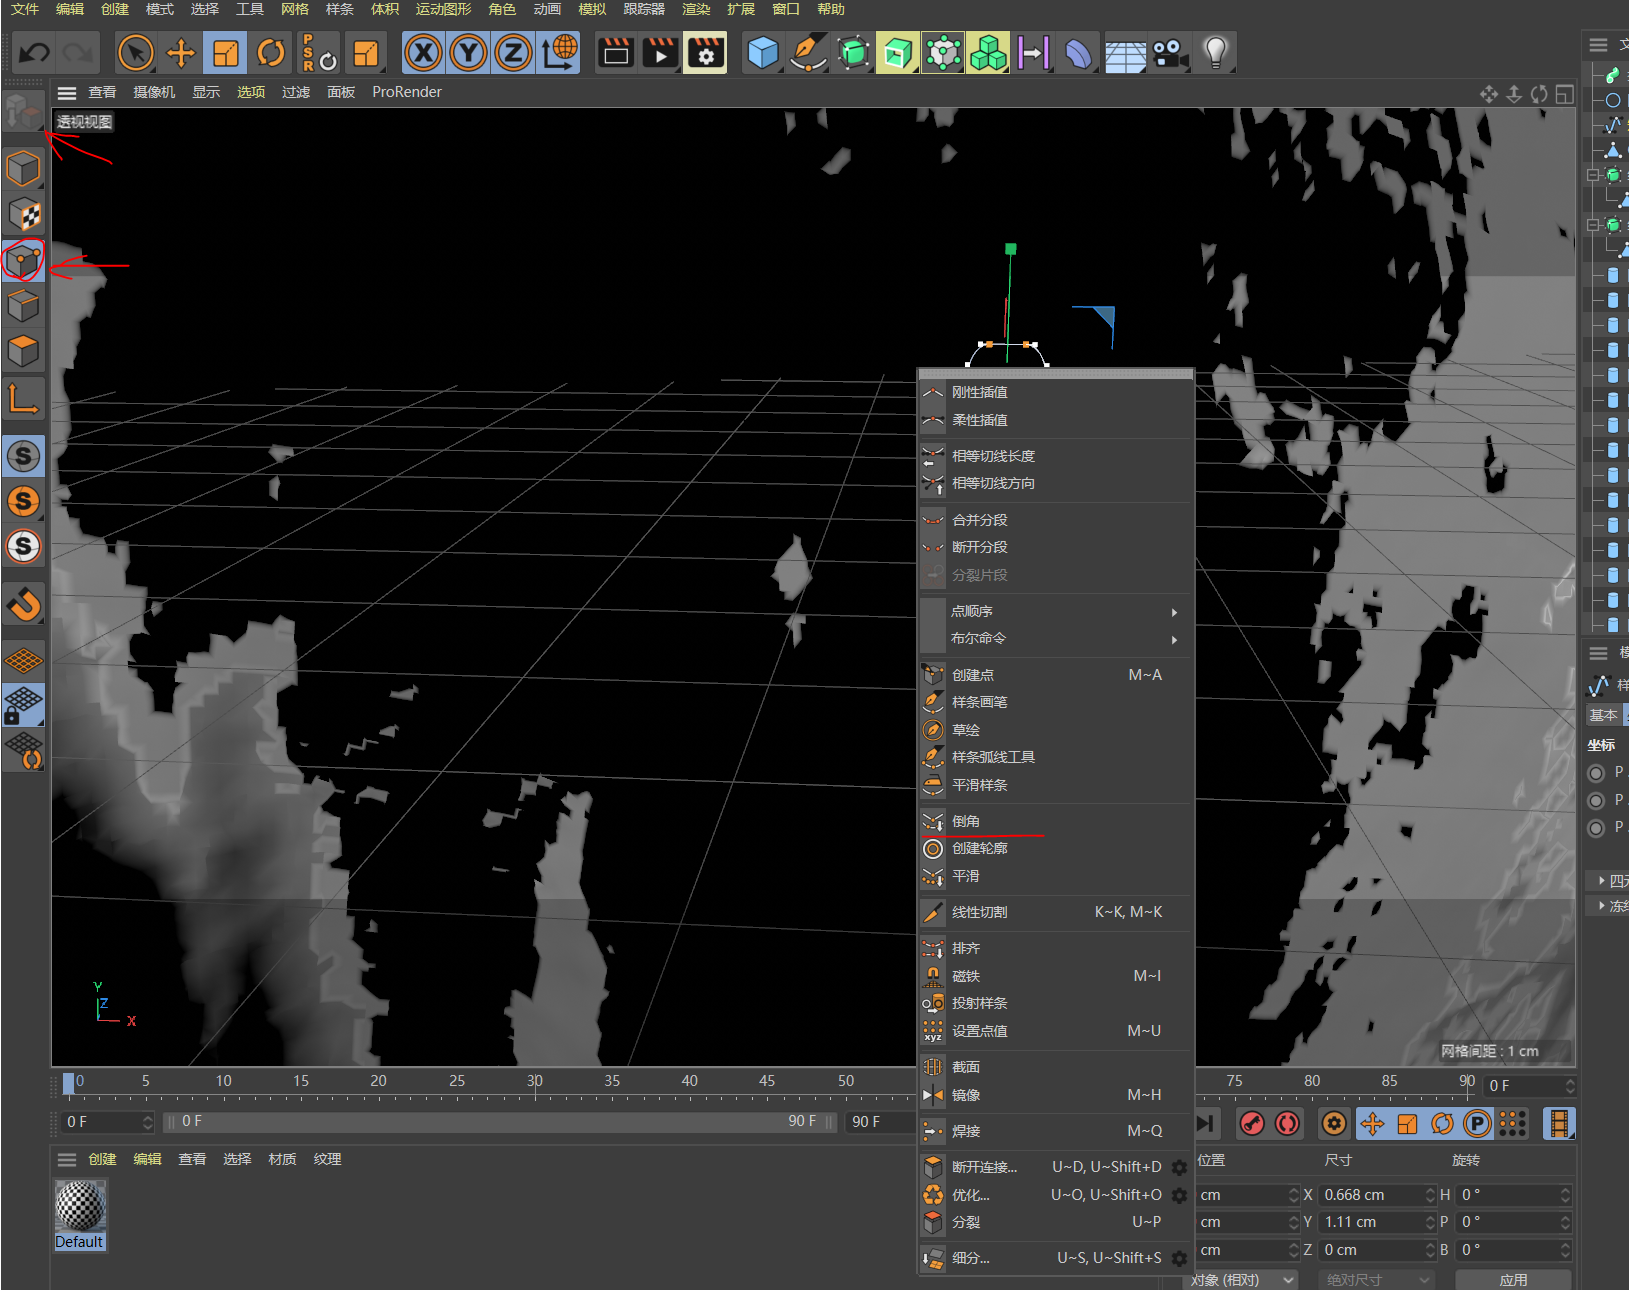 文件 编辑 创建 模式 选择 工具 网格 样条 体积 运动图形 角色 动画 模拟 跟踪器 渲染 扩展 窗口 帮助
P
S
R
X Y Z
查看 摄像机 显示 选项 过滤 面板 ProRender
透视视图
S
S
S
刚性插值
柔性插值
相等切线长度
相等切线方向
合并分段
断开分段
分裂片段
点顺序
布尔命令
创建点 M~A
样条画笔
草绘
样条弧线工具
平滑样条
倒角
创建轮廓
平滑
线性切割 K~K, M~K
排齐
磁铁 M~I
投射样条
xyz 设置点值 M~U
截面
镜像 M~H
焊接 M~Q
断开连接... U~D, U~Shift+D
优化... U~O, U~Shift+O
分裂 U~P
细分... U~S, U~Shift+S
基本
坐标
P
P
P
Y
Z
X
网格间距 : 1 cm
0 5 10 15 20 25 30 35 40 45 50 75 80 85 90 0 F
0 F 0 F 90 F 90 F
P
创建 编辑 查看 选择 材质 纹理
Default
位置 尺寸 旋转
cm X 0.668 cm H 0 °
cm Y 1.11 cm P 0 °
cm Z 0 cm B 0 °
对象 (相对) 绝对尺寸 应用